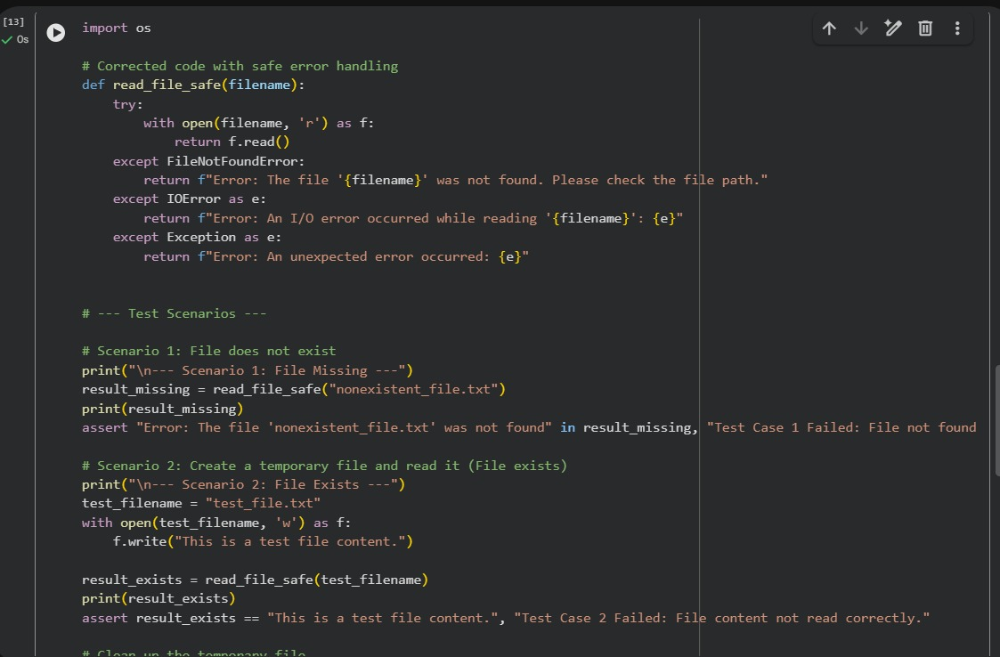 [13]
0s
import os
# Corrected code with safe error handling
def read_file_safe(filename):
    try:
        with open(filename, 'r') as f:
            return f.read()
    except FileNotFoundError:
        return f"Error: The file '{filename}' was not found. Please check the file path."
    except IOError as e:
        return f"Error: An I/O error occurred while reading '{filename}': {e}"
    except Exception as e:
        return f"Error: An unexpected error occurred: {e}"
# --- Test Scenarios ---
# Scenario 1: File does not exist
print("\n--- Scenario 1: File Missing ---")
result_missing = read_file_safe("nonexistent_file.txt")
print(result_missing)
assert "Error: The file 'nonexistent_file.txt' was not found" in result_missing, "Test Case 1 Failed: File not found
# Scenario 2: Create a temporary file and read it (File exists)
print("\n--- Scenario 2: File Exists ---")
test_filename = "test_file.txt"
with open(test_filename, 'w') as f:
    f.write("This is a test file content.")
result_exists = read_file_safe(test_filename)
print(result_exists)
assert result_exists == "This is a test file content.", "Test Case 2 Failed: File content not read correctly."
# Clean up the temporary file